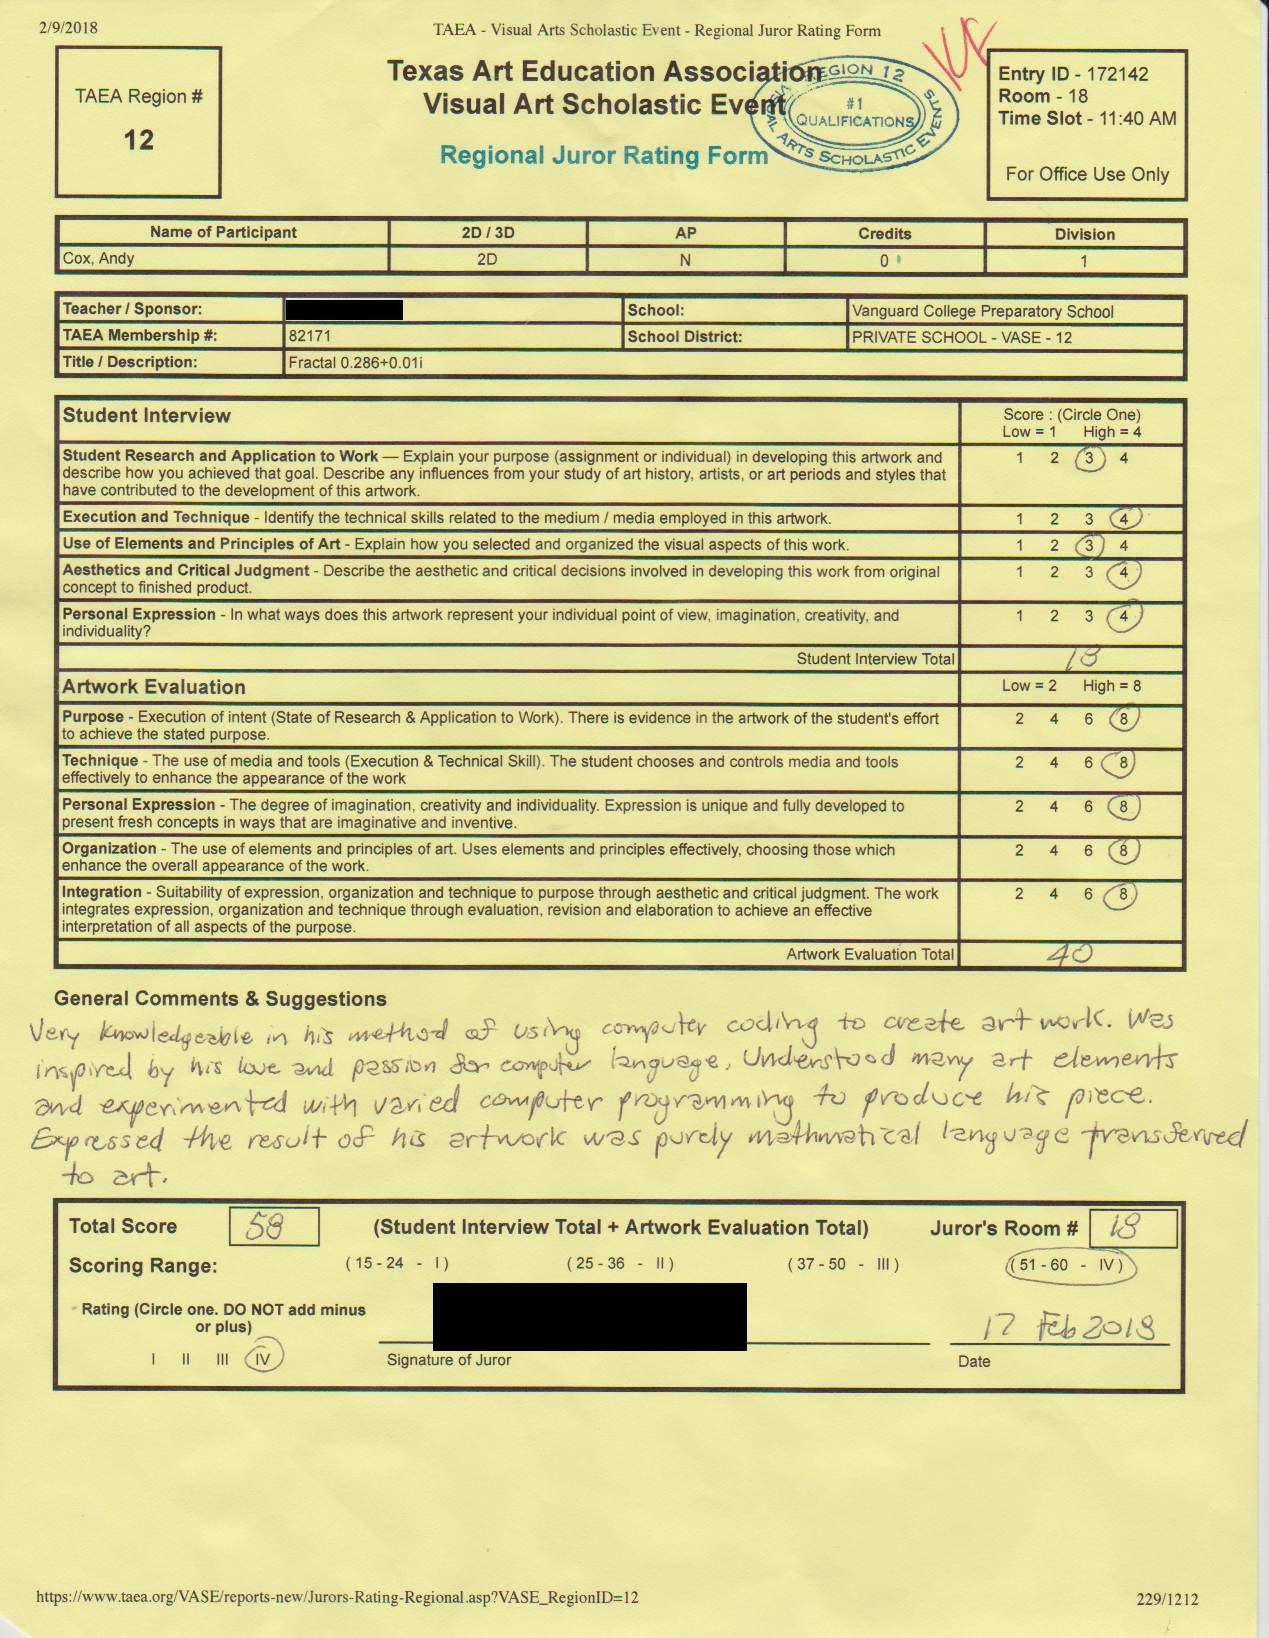 2/9/2018 TAEA - Visual Arts Scholastic Event - Regional Juror Rating Form
TAEA Region #
12
Texas Art Education Association
Visual Art Scholastic Event
Regional Juror Rating Form
REGION 12
#1
QUALIFICATIONS
VISUAL ARTS SCHOLASTIC EVENTS
Entry ID - 172142
Room - 18
Time Slot - 11:40 AM
For Office Use Only
Name of Participant 2D / 3D AP Credits Division
Cox, Andy 2D N 0 1
Teacher / Sponsor: School: Vanguard College Preparatory School
TAEA Membership #: 82171 School District: PRIVATE SCHOOL - VASE - 12
Title / Description: Fractal 0.286+0.01i
Student Interview Score : (Circle One)
Low = 1 High = 4
Student Research and Application to Work — Explain your purpose (assignment or individual) in developing this artwork and 1 2 3 4
describe how you achieved that goal. Describe any influences from your study of art history, artists, or art periods and styles that
have contributed to the development of this artwork.
Execution and Technique - Identify the technical skills related to the medium / media employed in this artwork. 1 2 3 4
Use of Elements and Principles of Art - Explain how you selected and organized the visual aspects of this work. 1 2 3 4
Aesthetics and Critical Judgment - Describe the aesthetic and critical decisions involved in developing this work from original 1 2 3 4
concept to finished product.
Personal Expression - In what ways does this artwork represent your individual point of view, imagination, creativity, and 1 2 3 4
individuality?
Student Interview Total 18
Artwork Evaluation Low = 2 High = 8
Purpose - Execution of intent (State of Research & Application to Work). There is evidence in the artwork of the student's effort 2 4 6 8
to achieve the stated purpose.
Technique - The use of media and tools (Execution & Technical Skill). The student chooses and controls media and tools 2 4 6 8
effectively to enhance the appearance of the work
Personal Expression - The degree of imagination, creativity and individuality. Expression is unique and fully developed to 2 4 6 8
present fresh concepts in ways that are imaginative and inventive.
Organization - The use of elements and principles of art. Uses elements and principles effectively, choosing those which 2 4 6 8
enhance the overall appearance of the work.
Integration - Suitability of expression, organization and technique to purpose through aesthetic and critical judgment. The work 2 4 6 8
integrates expression, organization and technique through evaluation, revision and elaboration to achieve an effective
interpretation of all aspects of the purpose.
Artwork Evaluation Total 40
General Comments & Suggestions
Very knowledgeable in his method of using computer coding to create art work. Was
inspired by his love and passion for computer language, Understood many art elements
and experimented with varied computer programming to produce his piece.
Expressed the result of his artwork was purely mathmatical language transferred
to art.
Total Score 58 (Student Interview Total + Artwork Evaluation Total) Juror's Room # 18
Scoring Range: ( 15 - 24 - I ) ( 25 - 36 - II ) ( 37 - 50 - III ) ( 51 - 60 - IV )
Rating (Circle one. DO NOT add minus
or plus)
17 Feb 2018
I II III IV Signature of Juror Date
https://www.taea.org/VASE/reports-new/Jurors-Rating-Regional.asp?VASE_RegionID=12 229/1212